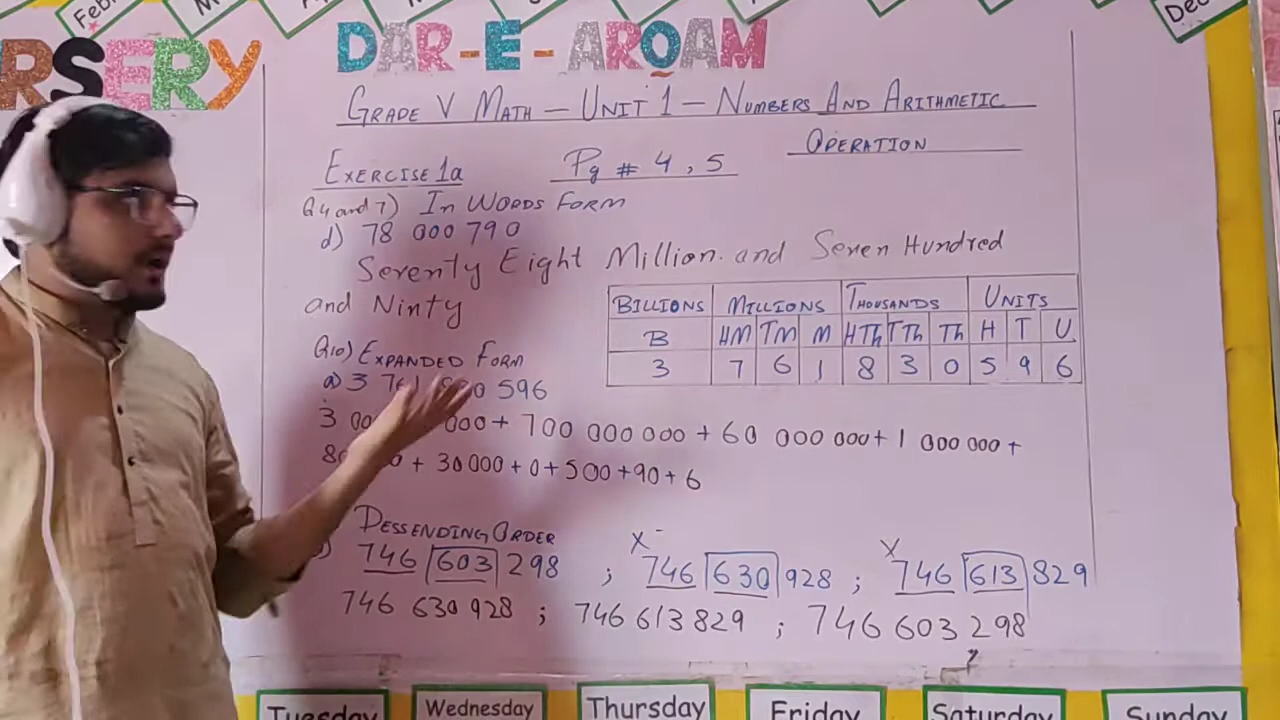 RSERY
DAR-E-ARQAM
GRADE V MATH - UNIT 1 - NUMBERS AND ARITHMETIC
OPERATION
EXERCISE 1a Pg # 4, 5
Q4 and 7) IN WORDS FORM
d) 78 000 790
Seventy Eight Million and Seven Hundred
and Ninty
BILLIONS MILLIONS THOUSANDS UNITS
B HM TM M HTh TTh Th H T U
3 7 6 1 8 3 0 5 9 6
Q10) EXPANDED FORM
a) 3 761 596
3 000 + 700 000 000 + 60 000 000 + 1 000 000 +
+ 30 000 + 0 + 500 + 90 + 6
DESSENDING ORDER
746 603 298 ; X 746 630 928 ; X 746 613 829
746 630 928 ; 746 613 829 ; 746 603 298
Tuesday Wednesday Thursday Friday Saturday Sunday